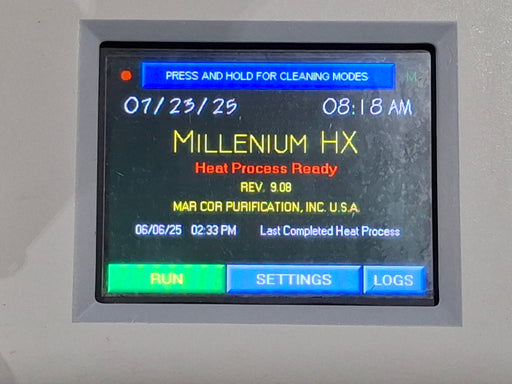 PRESS AND HOLD FOR CLEANING MODES
M
07/23/25 08:18 AM
MILLENIUM HX
Heat Process Ready
REV. 9.08
MAR COR PURIFICATION, INC. U.S.A.
06/06/25 02:33 PM Last Completed Heat Process
RUN SETTINGS LOGS